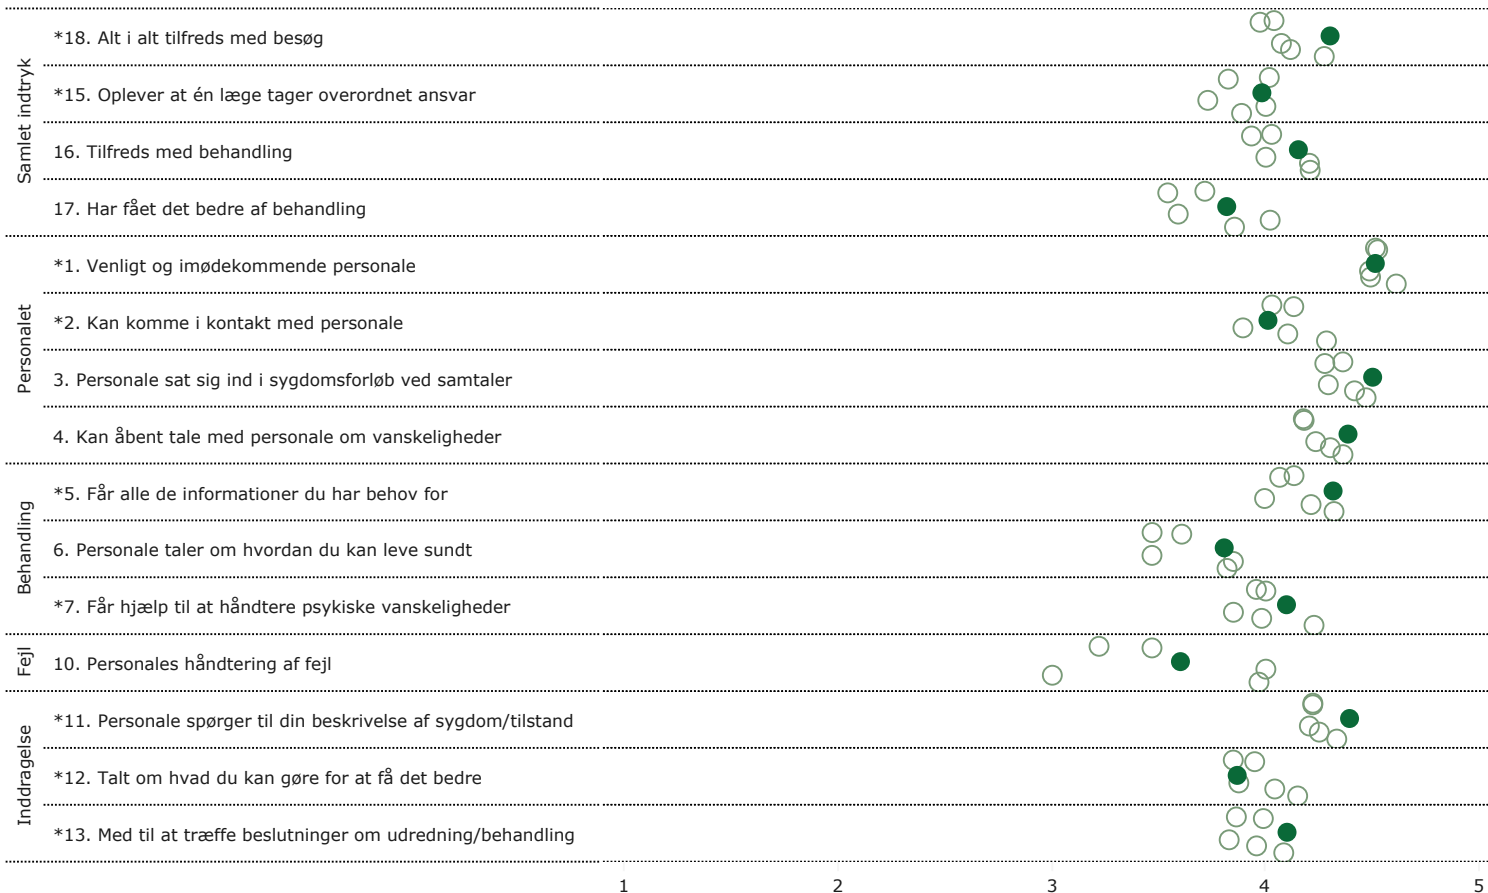 Samlet indtryk
*18. Alt i alt tilfreds med besøg
*15. Oplever at én læge tager overordnet ansvar
16. Tilfreds med behandling
17. Har fået det bedre af behandling
Personalet
*1. Venligt og imødekommende personale
*2. Kan komme i kontakt med personale
3. Personale sat sig ind i sygdomsforløb ved samtaler
4. Kan åbent tale med personale om vanskeligheder
Behandling
*5. Får alle de informationer du har behov for
6. Personale taler om hvordan du kan leve sundt
*7. Får hjælp til at håndtere psykiske vanskeligheder
Fejl
10. Personales håndtering af fejl
Inddragelse
*11. Personale spørger til din beskrivelse af sygdom/tilstand
*12. Talt om hvad du kan gøre for at få det bedre
*13. Med til at træffe beslutninger om udredning/behandling
1 2 3 4 5